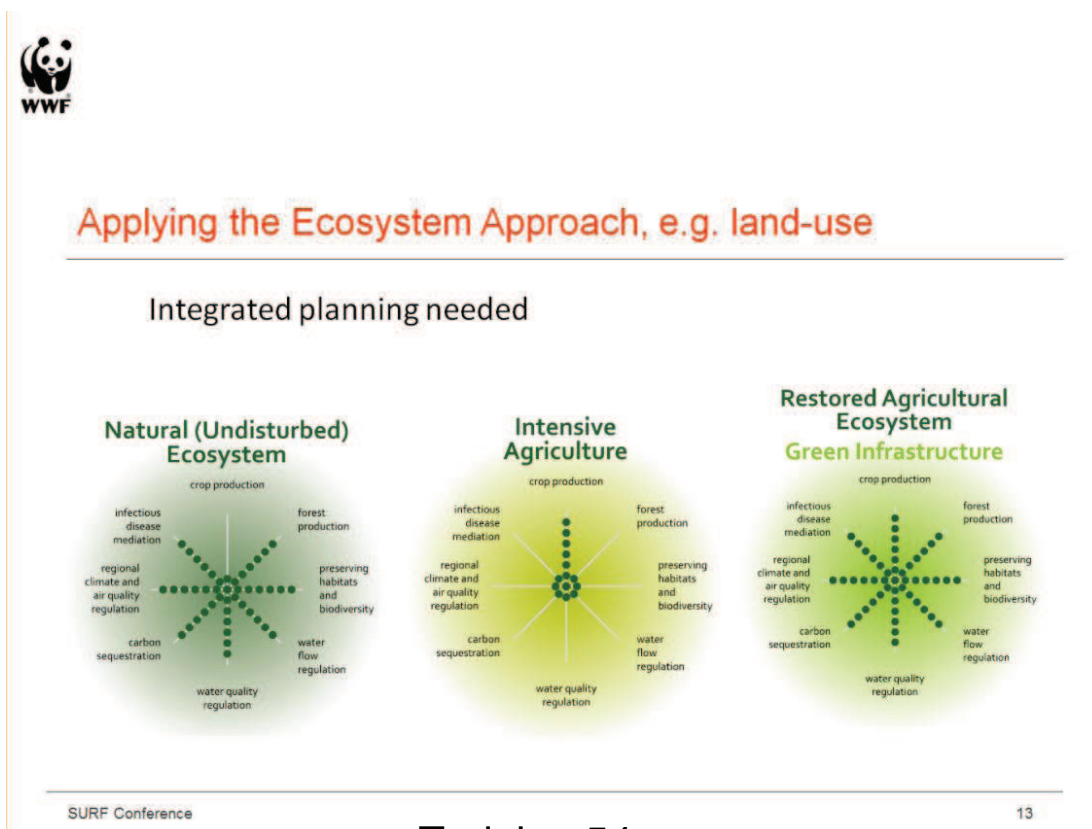 WWF
Applying the Ecosystem Approach, e.g. land-use
Integrated planning needed
Natural (Undisturbed)
Ecosystem
crop production
infectious
disease
mediation
forest
production
regional
climate and
air quality
regulation
preserving
habitats
and
biodiversity
carbon
sequestration
water
flow
regulation
water quality
regulation
Intensive
Agriculture
crop production
infectious
disease
mediation
forest
production
regional
climate and
air quality
regulation
preserving
habitats
and
biodiversity
carbon
sequestration
water
flow
regulation
water quality
regulation
Restored Agricultural
Ecosystem
Green Infrastructure
crop production
infectious
disease
mediation
forest
production
regional
climate and
air quality
regulation
preserving
habitats
and
biodiversity
carbon
sequestration
water
flow
regulation
water quality
regulation
SURF Conference
13